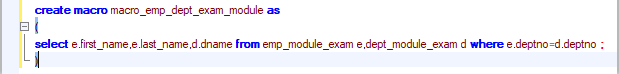 create macro macro_emp_dept_exam_module as
(
select e.first_name,e.last_name,d.dname from emp_module_exam e,dept_module_exam d where e.deptno=d.deptno ;
)